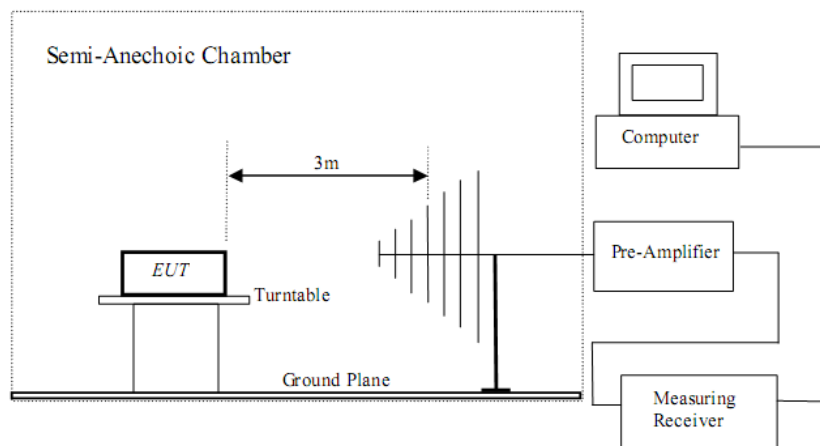 Semi-Anechoic Chamber
Computer
3m
Pre-Amplifier
EUT
Turntable
Ground Plane
Measuring
Receiver